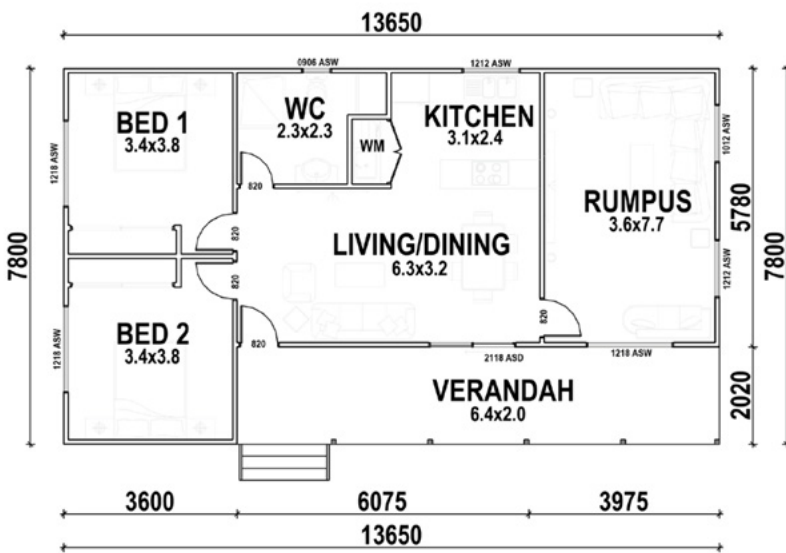 13650
0906 ASW
1212 ASW
BED 1
3.4x3.8
WC
2.3x2.3
WM
KITCHEN
3.1x2.4
1218 ASW
1012 ASW
820
820
RUMPUS
3.6x7.7
5780
7800
7800
LIVING/DINING
6.3x3.2
820
BED 2
3.4x3.8
1218 ASW
1212 ASW
820
820
2118 ASD
1218 ASW
VERANDAH
6.4x2.0
2020
3600
6075
3975
13650